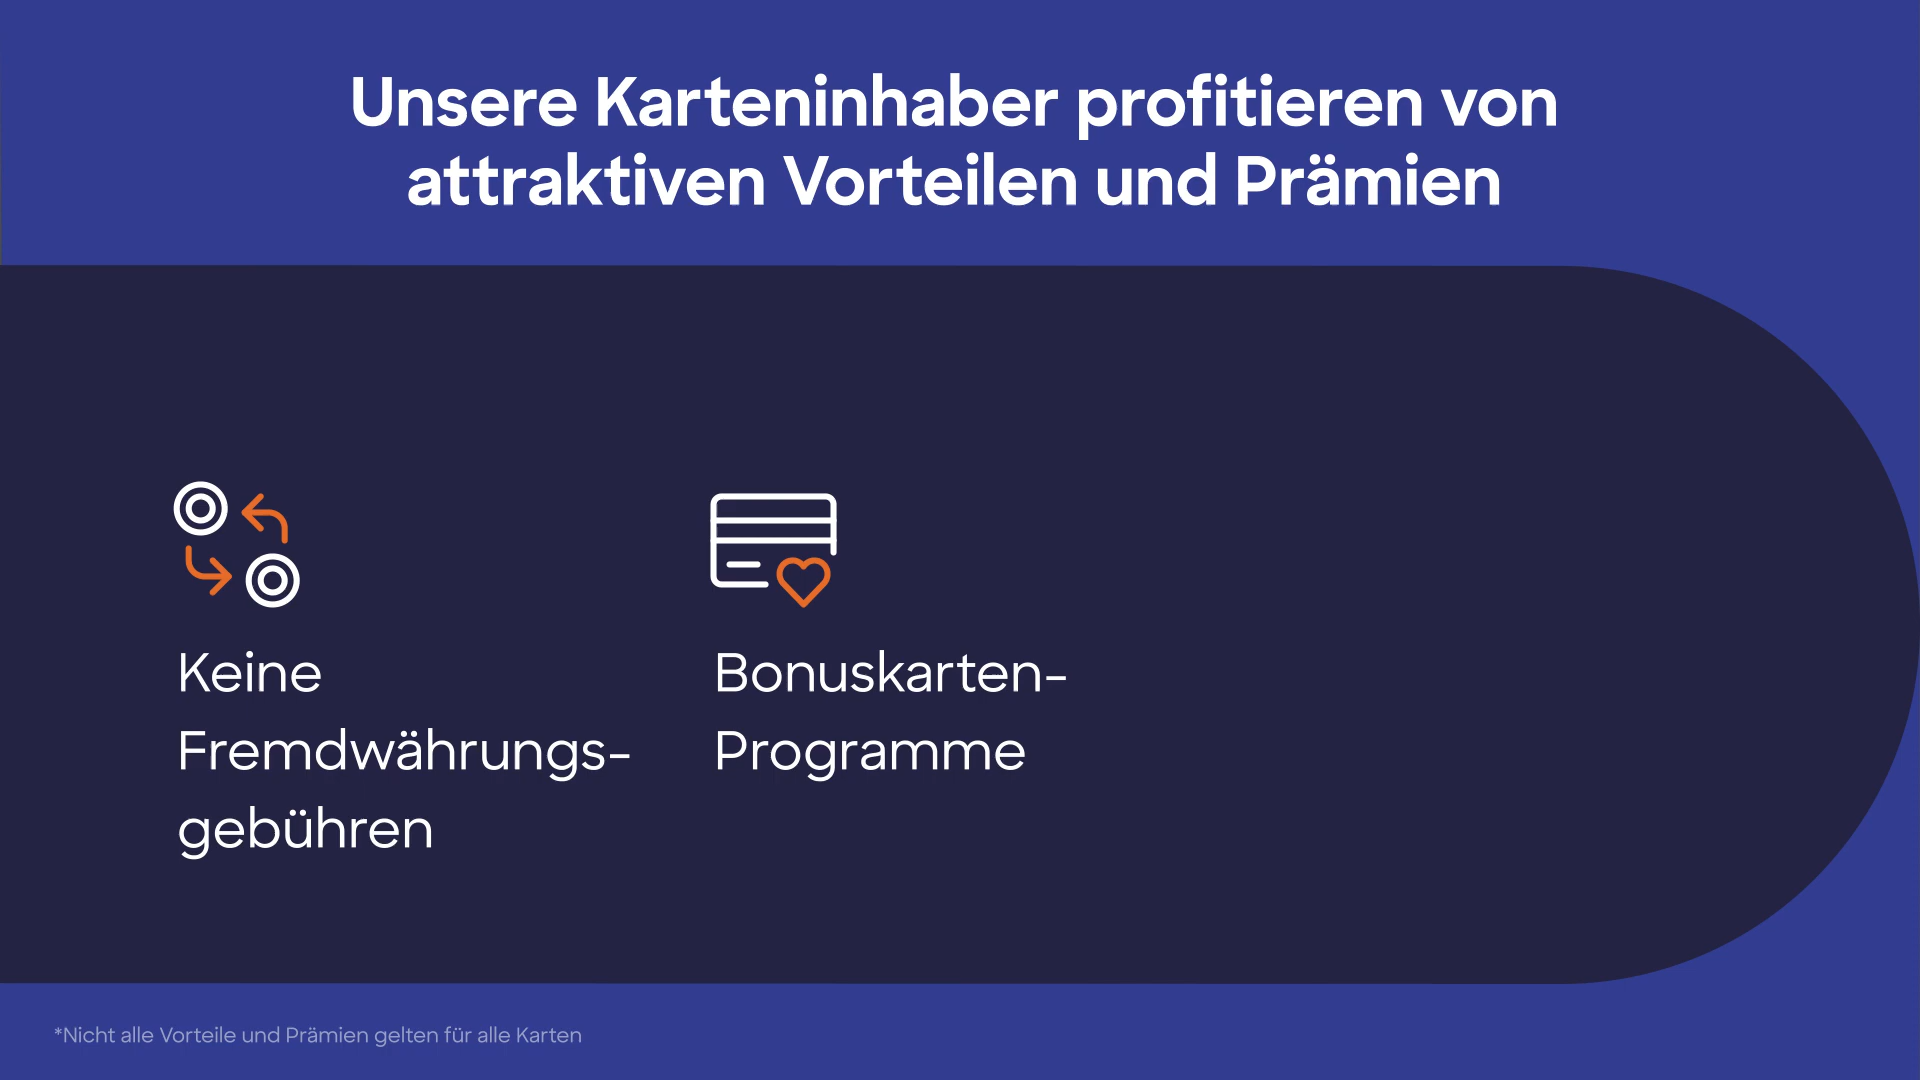 Unsere Karteninhaber profitieren von
attraktiven Vorteilen und Prämien
Keine
Fremdwährungs-
gebühren
Bonuskarten-
Programme
*Nicht alle Vorteile und Prämien gelten für alle Karten